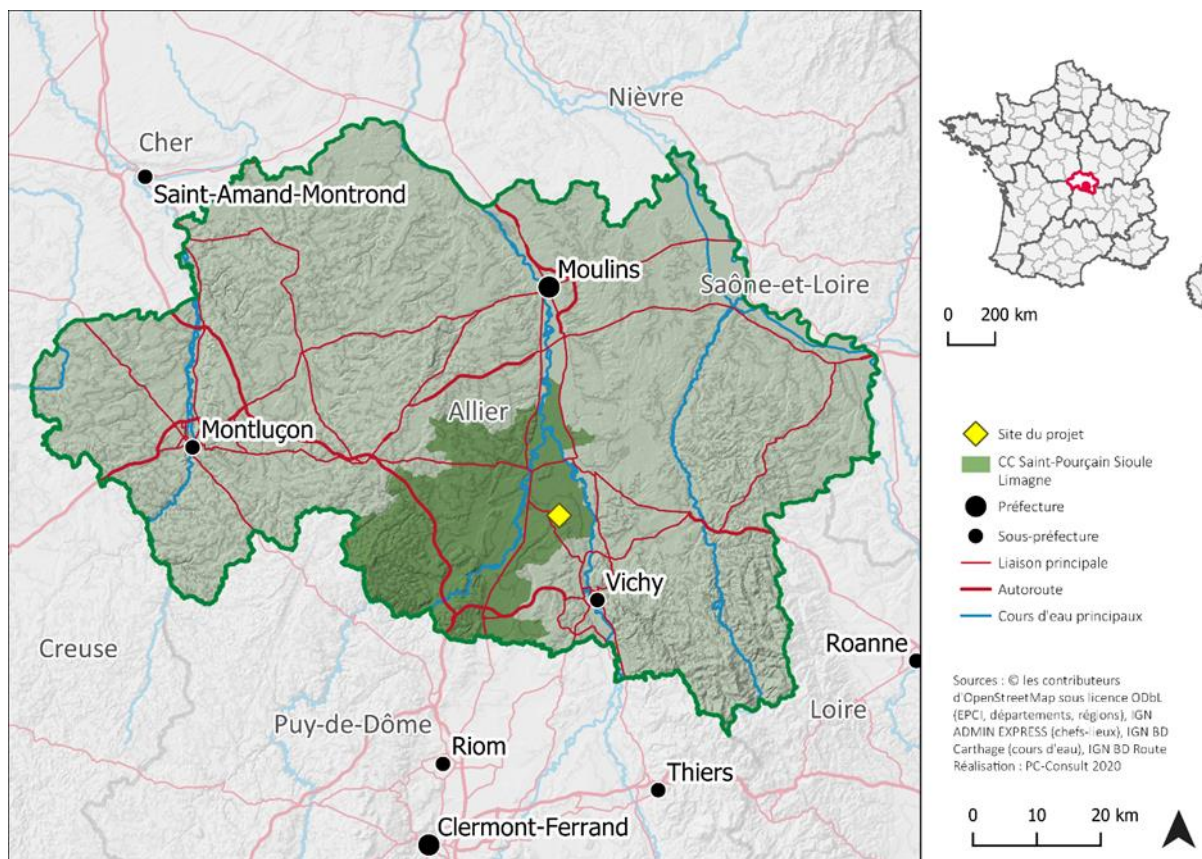 Nièvre
Cher
Saint-Amand-Montrond
Moulins
Saône-et-Loire
Allier
Montluçon
Vichy
Creuse
Roanne
Puy-de-Dôme
Loire
Riom
Thiers
Clermont-Ferrand
0 200 km
Site du projet
CC Saint-Pourçain Sioule
Limagne
Préfecture
Sous-préfecture
Liaison principale
Autoroute
Cours d'eau principaux
Sources : © les contributeurs
d'OpenStreetMap sous licence ODbL
(EPCI, départements, régions), IGN
ADMIN EXPRESS (chefs-lieux), IGN BD
Carthage (cours d'eau), IGN BD Route
Réalisation : PC-Consult 2020
0 10 20 km